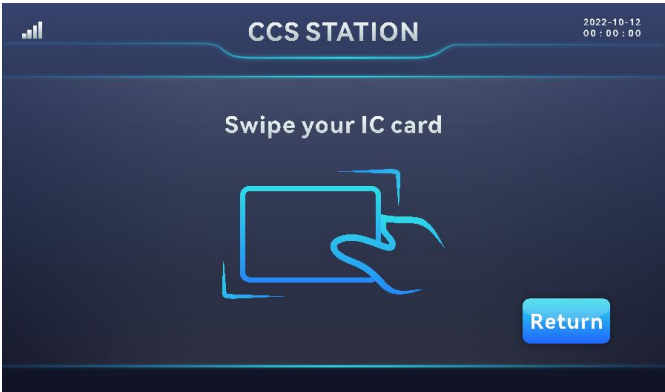 CCS STATION
2022-10-12
00:00:00
Swipe your IC card
Return